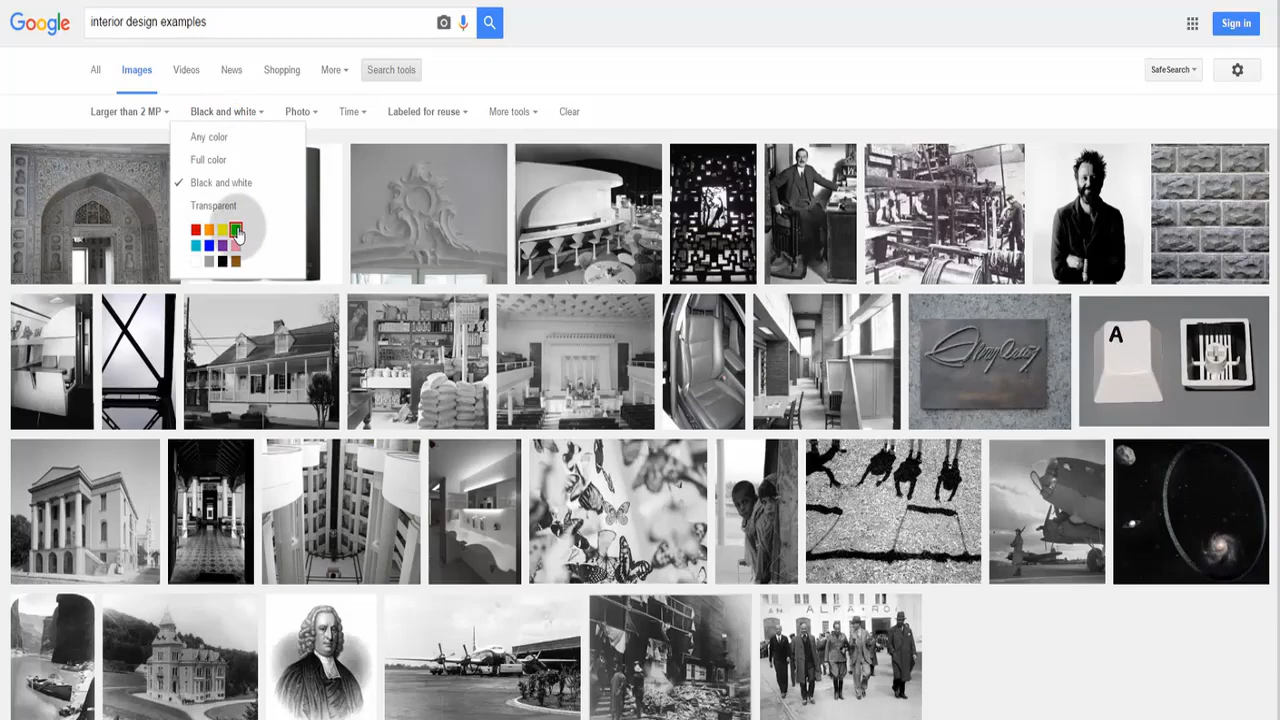 Google
interior design examples
Sign in
All Images Videos News Shopping More Search tools
SafeSearch
Larger than 2 MP Black and white Photo Time Labeled for reuse More tools Clear
Any color
Full color
Black and white
Transparent
A
ALFA RO